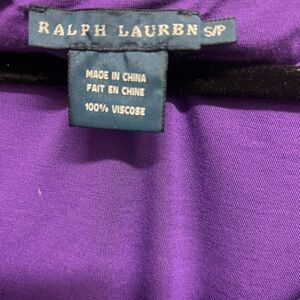 RALPH LAUREN S/P
MADE IN CHINA
FAIT EN CHINE
100% VISCOSE